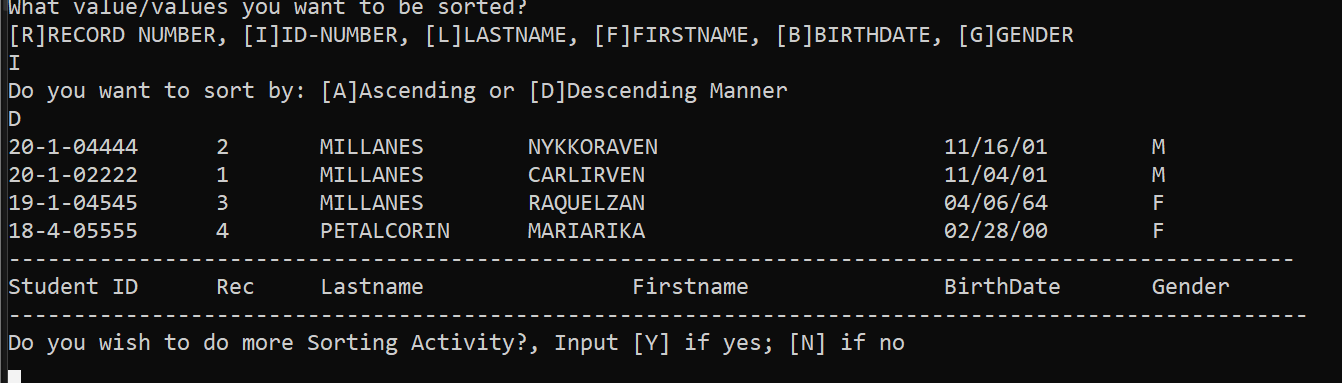 What value/values you want to be sorted?
[R]RECORD NUMBER, [I]ID-NUMBER, [L]LASTNAME, [F]FIRSTNAME, [B]BIRTHDATE, [G]GENDER
I
Do you want to sort by: [A]Ascending or [D]Descending Manner
D
20-1-04444 2 MILLANES NYKKORAVEN 11/16/01 M
20-1-02222 1 MILLANES CARLIRVEN 11/04/01 M
19-1-04545 3 MILLANES RAQUELZAN 04/06/64 F
18-4-05555 4 PETALCORIN MARIARIKA 02/28/00 F
---------------------------------------------------------------------------------------------------
Student ID Rec Lastname Firstname BirthDate Gender
----------------------------------------------------------------------------------------------------
Do you wish to do more Sorting Activity?, Input [Y] if yes; [N] if no